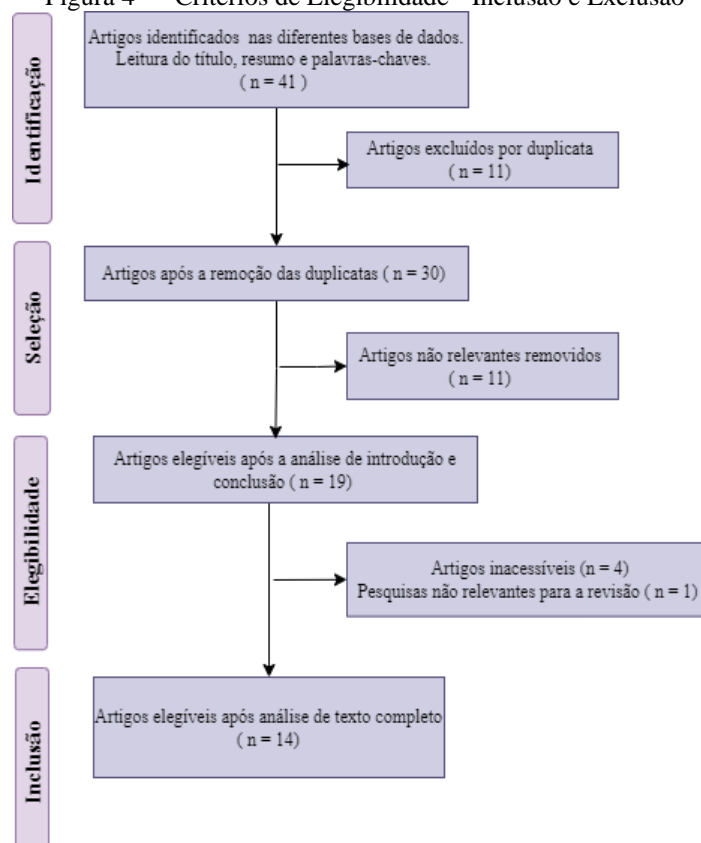 Figura 4 — Critérios de Elegibilidade - Inclusão e Exclusão
Identificação
Artigos identificados nas diferentes bases de dados.
Leitura do título, resumo e palavras-chaves.
( n = 41 )
Artigos excluídos por duplicata
( n = 11)
Seleção
Artigos após a remoção das duplicatas ( n = 30)
Artigos não relevantes removidos
( n = 11)
Elegibilidade
Artigos elegíveis após a análise de introdução e
conclusão ( n = 19)
Artigos inacessíveis (n = 4)
Pesquisas não relevantes para a revisão ( n = 1)
Inclusão
Artigos elegíveis após análise de texto completo
( n = 14)